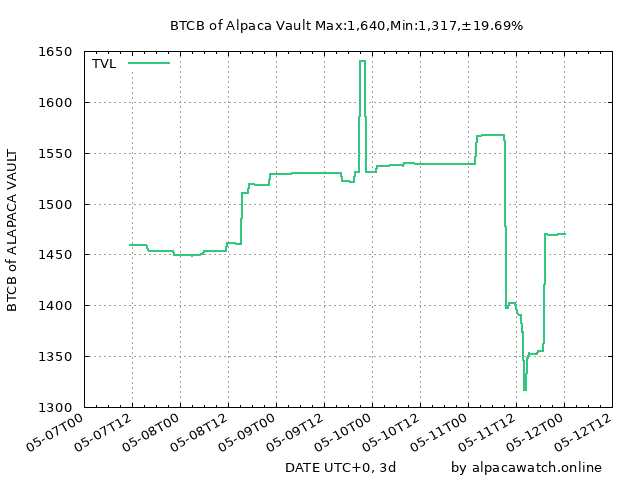 BTCB of Alpaca Vault Max:1,640,Min:1,317,±19.69%
TVL
BTCB of ALAPACA VAULT
1650
1600
1550
1500
1450
1400
1350
1300
05-07T00
05-07T12
05-08T00
05-08T12
05-09T00
05-09T12
05-10T00
05-10T12
05-11T00
05-11T12
05-12T00
05-12T12
DATE UTC+0, 3d
by alpacawatch.online